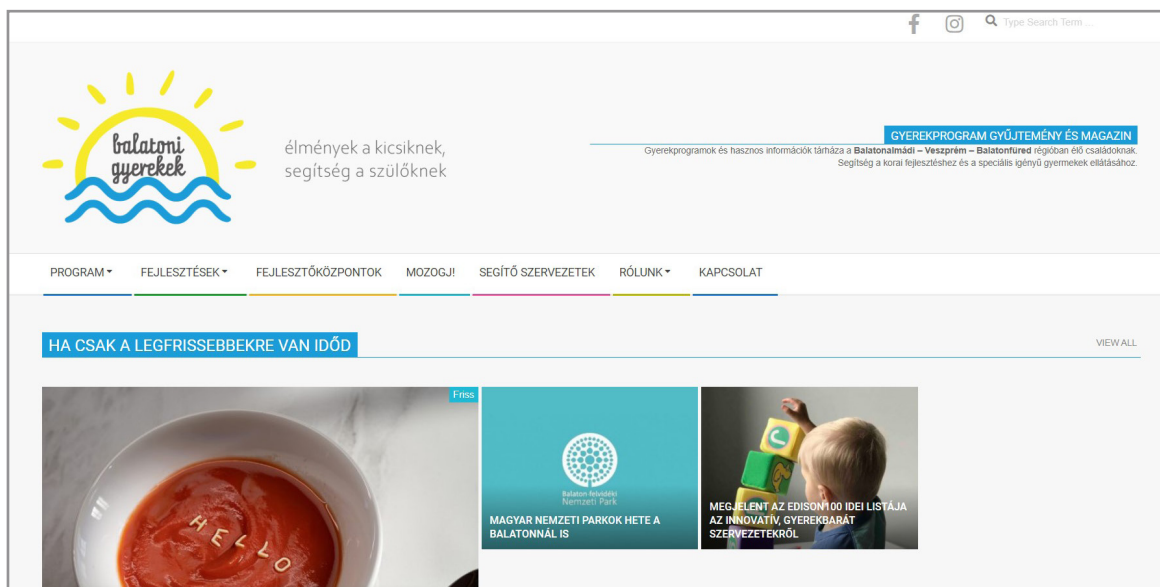 Type Search Term ...
balatoni
gyerekek
élmények a kicsiknek,
segítség a szülőknek
GYEREKPROGRAM GYŰJTEMÉNY ÉS MAGAZIN
Gyerekprogramok és hasznos információk tárháza a Balatonalmádi – Veszprém – Balatonfüred régióban élő családoknak.
Segítség a korai fejlesztéshez és a speciális igényű gyermekek ellátásához.
PROGRAM FEJLESZTÉSEK FEJLESZTŐKÖZPONTOK MOZOGJ! SEGÍTŐ SZERVEZETEK RÓLUNK KAPCSOLAT
HA CSAK A LEGFRISSEBBEKRE VAN IDŐD
VIEW ALL
Friss
HELLO
Balaton-felvidéki
Nemzeti Park
MAGYAR NEMZETI PARKOK HETE A
BALATONNÁL IS
MEGJELENT AZ EDISON100 IDEI LISTÁJA
AZ INNOVATÍV, GYEREKBARÁT
SZERVEZETEKRŐL